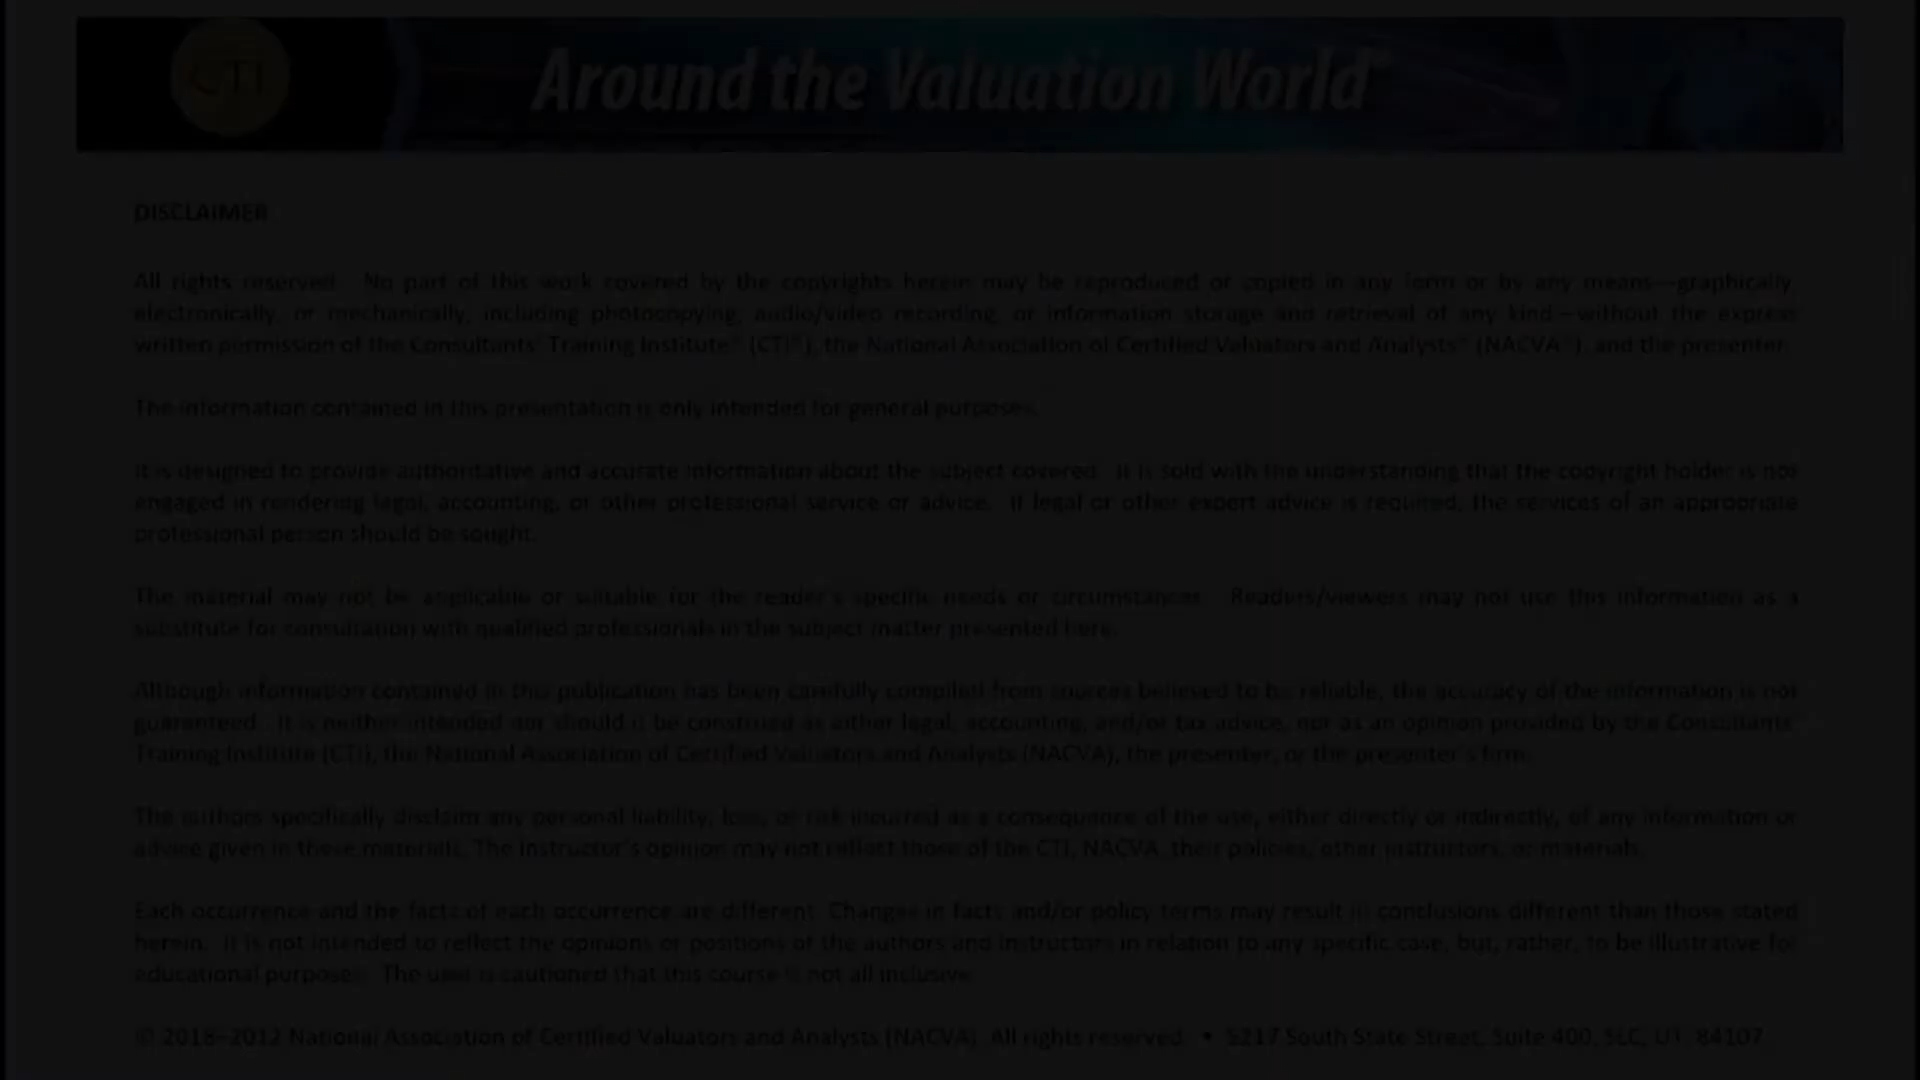 CTI
Around the Valuation World®
DISCLAIMER
All rights reserved. No part of this work covered by the copyrights herein may be reproduced or copied in any form or by any means—graphically,
electronically, or mechanically, including photocopying, audio/video recording, or information storage and retrieval of any kind—without the express
written permission of the Consultants' Training Institute® (CTI®), the National Association of Certified Valuators and Analysts® (NACVA®), and the presenter.
The information contained in this presentation is only intended for general purposes.
It is designed to provide authoritative and accurate information about the subject covered. It is sold with the understanding that the copyright holder is not
engaged in rendering legal, accounting, or other professional service or advice. If legal or other expert advice is required, the services of an appropriate
professional person should be sought.
The material may not be applicable or suitable for the reader's specific needs or circumstances. Readers/viewers may not use this information as a
substitute for consultation with qualified professionals in the subject matter presented here.
Although information contained in this publication has been carefully compiled from sources believed to be reliable, the accuracy of the information is not
guaranteed. It is neither intended nor should it be construed as either legal, accounting, and/or tax advice, nor as an opinion provided by the Consultants'
Training Institute (CTI), the National Association of Certified Valuators and Analysts (NACVA), the presenter, or the presenter's firm.
The authors specifically disclaim any personal liability, loss, or risk incurred as a consequence of the use, either directly or indirectly, of any information or
advice given in these materials. The instructor's opinion may not reflect those of the CTI, NACVA, their policies, other instructors, or materials.
Each occurrence and the facts of each occurrence are different. Changes in facts and/or policy terms may result in conclusions different than those stated
herein. It is not intended to reflect the opinions or positions of the authors and instructors in relation to any specific case, but, rather, to be illustrative for
educational purposes. The user is cautioned that this course is not all inclusive.
© 2018–2012 National Association of Certified Valuators and Analysts (NACVA). All rights reserved. • 5217 South State Street, Suite 400, SLC, UT, 84107